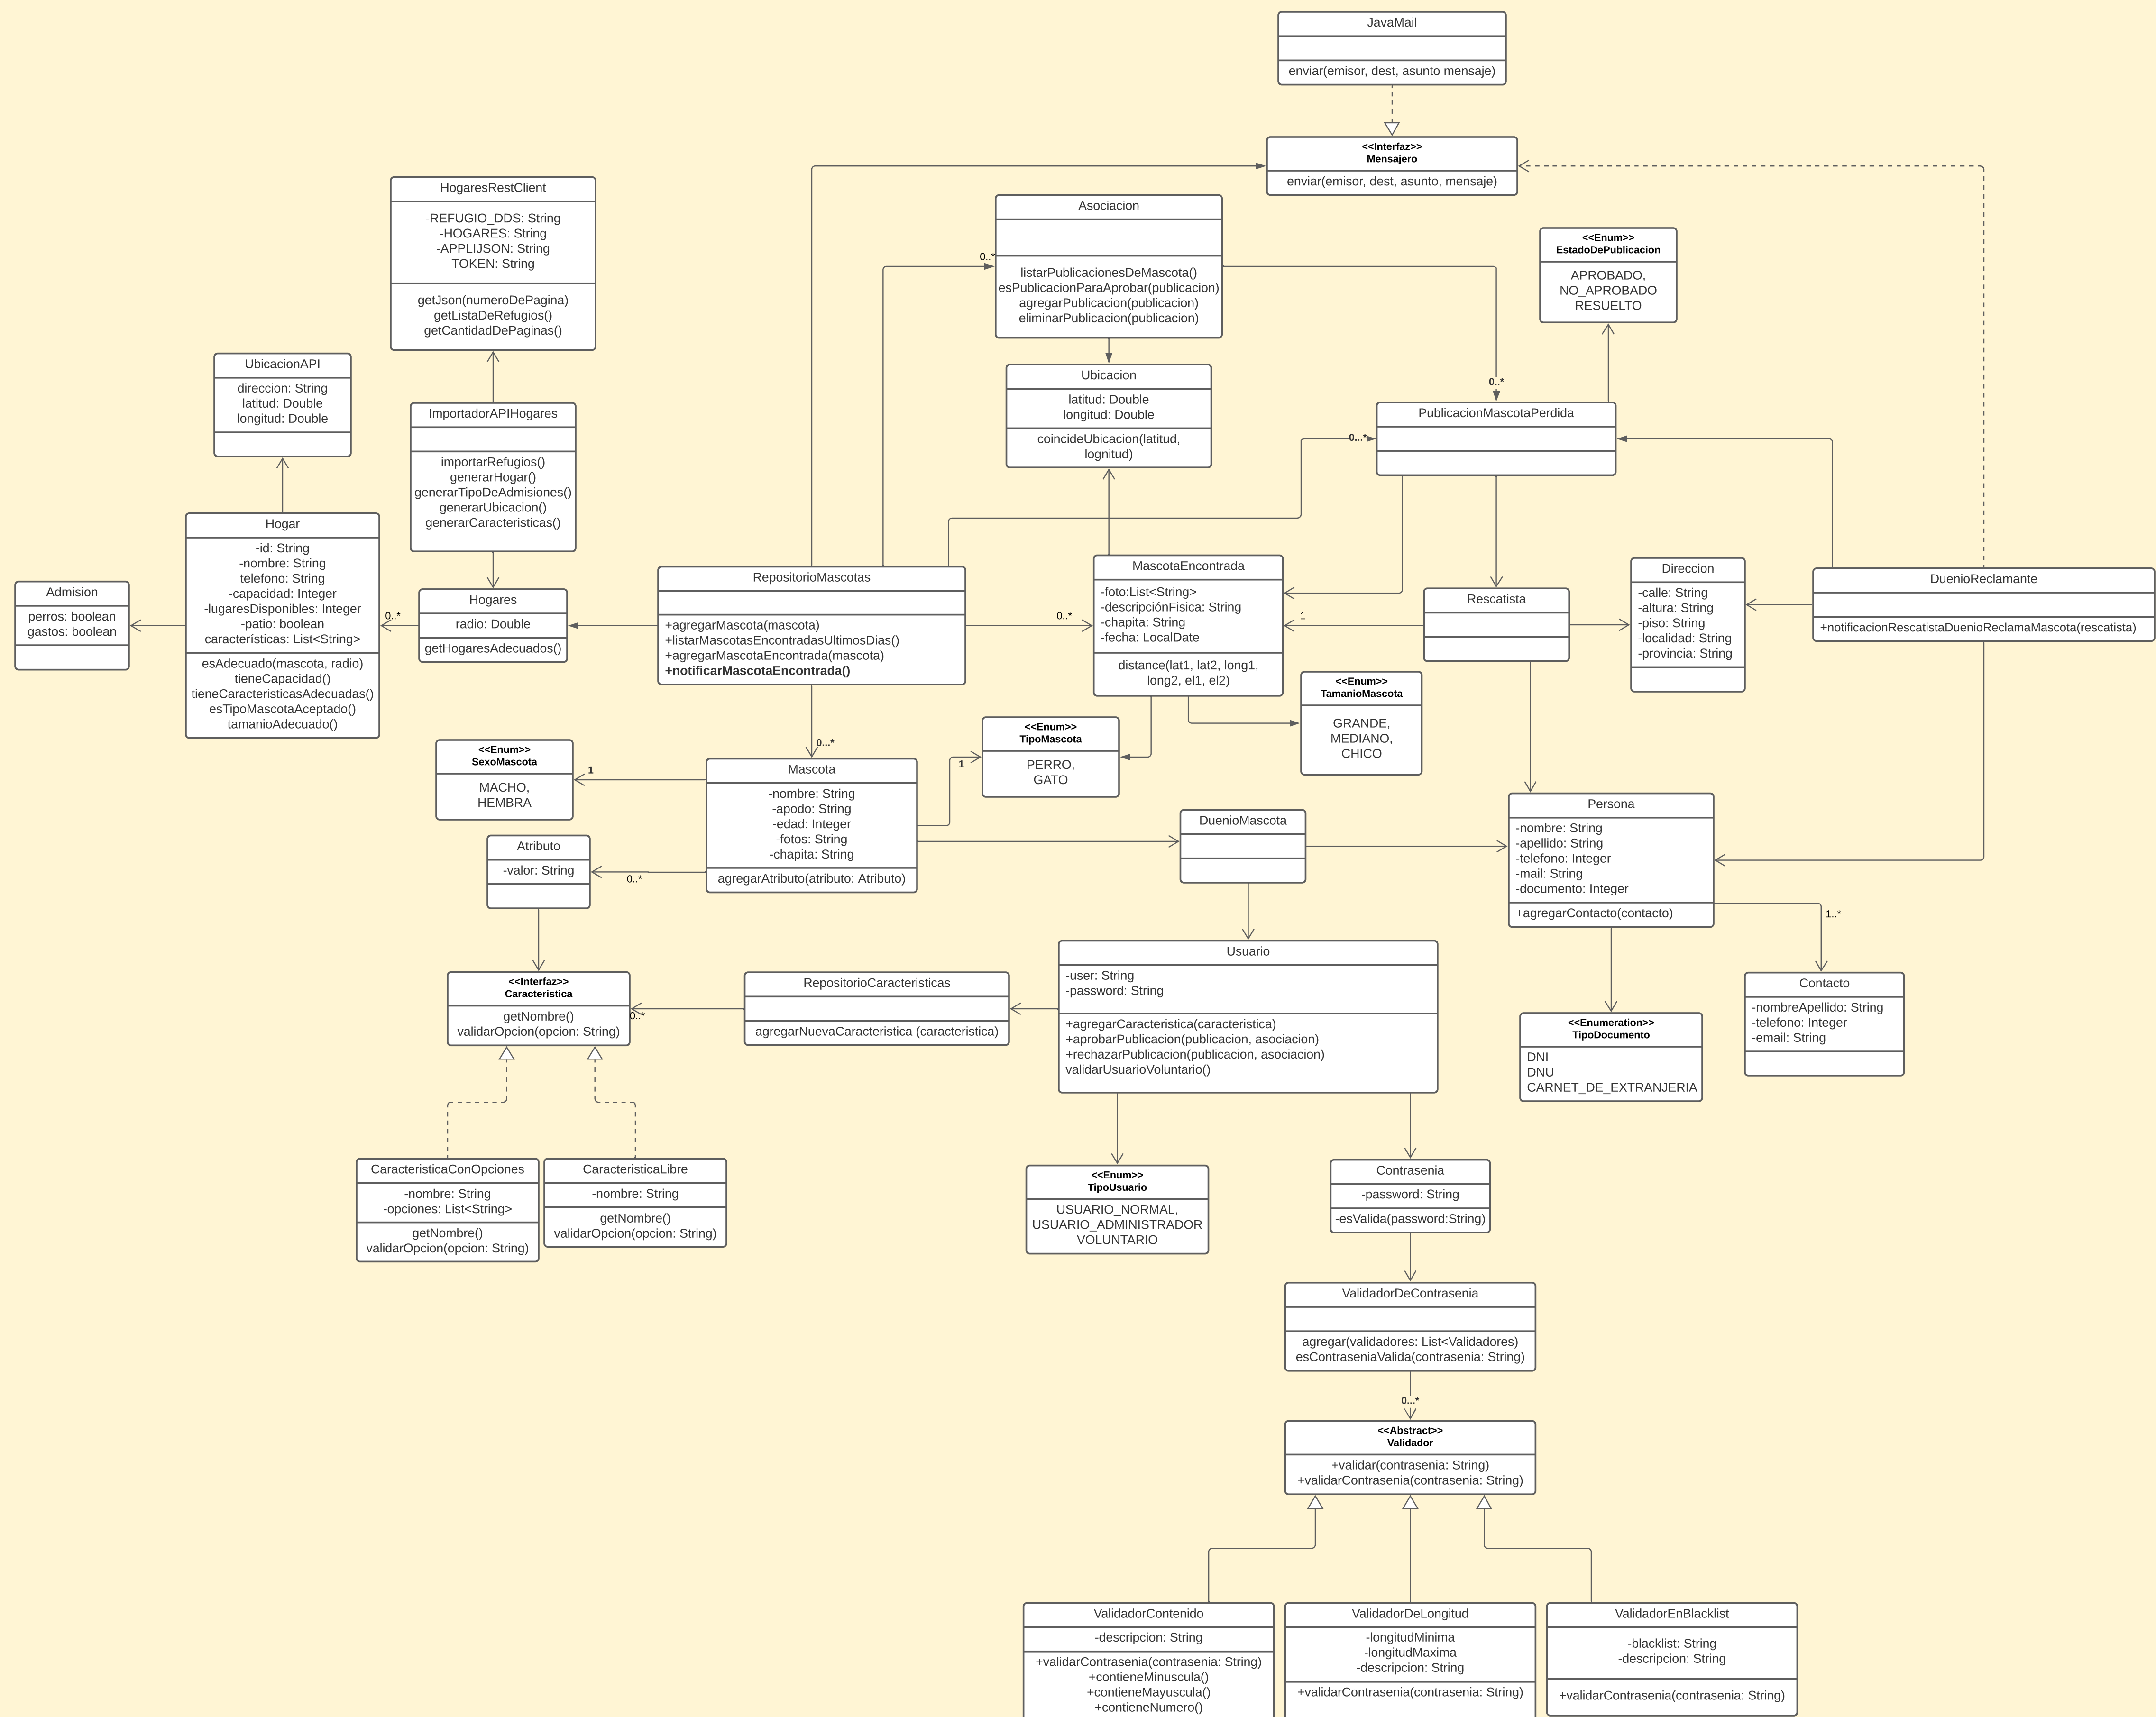 JavaMail
enviar(emisor, dest, asunto mensaje)
<<Interfaz>>
Mensajero
enviar(emisor, dest, asunto, mensaje)
HogaresRestClient
-REFUGIO_DDS: String
-HOGARES: String
-APPLIJSON: String
TOKEN: String
getJson(numeroDePagina)
getListaDeRefugios()
getCantidadDePaginas()
Asociacion
listarPublicacionesDeMascota()
esPublicacionParaAprobar(publicacion)
agregarPublicacion(publicacion)
eliminarPublicacion(publicacion)
0..*
<<Enum>>
EstadoDePublicacion
APROBADO,
NO_APROBADO
RESUELTO
UbicacionAPI
direccion: String
latitud: Double
longitud: Double
ImportadorAPIHogares
importarRefugios()
generarHogar()
generarTipoDeAdmisiones()
generarUbicacion()
generarCaracteristicas()
Ubicacion
latitud: Double
longitud: Double
coincideUbicacion(latitud,
lognitud)
0..*
PublicacionMascotaPerdida
0...*
Hogar
-id: String
-nombre: String
telefono: String
-capacidad: Integer
-lugaresDisponibles: Integer
-patio: boolean
características: List<String>
esAdecuado(mascota, radio)
tieneCapacidad()
tieneCaracteristicasAdecuadas()
esTipoMascotaAceptado()
tamanioAdecuado()
Admision
perros: boolean
gastos: boolean
0..*
Hogares
radio: Double
getHogaresAdecuados()
RepositorioMascotas
+agregarMascota(mascota)
+listarMascotasEncontradasUltimosDias()
+agregarMascotaEncontrada(mascota)
+notificarMascotaEncontrada()
0..*
MascotaEncontrada
-foto:List<String>
-descripciónFisica: String
-chapita: String
-fecha: LocalDate
distance(lat1, lat2, long1,
long2, el1, el2)
1
Rescatista
Direccion
-calle: String
-altura: String
-piso: String
-localidad: String
-provincia: String
DuenioReclamante
+notificacionRescatistaDuenioReclamaMascota(rescatista)
<<Enum>>
TamanioMascota
GRANDE,
MEDIANO,
CHICO
<<Enum>>
TipoMascota
PERRO,
GATO
1
0...*
<<Enum>>
SexoMascota
MACHO,
HEMBRA
1
Mascota
-nombre: String
-apodo: String
-edad: Integer
-fotos: String
-chapita: String
agregarAtributo(atributo: Atributo)
DuenioMascota
Persona
-nombre: String
-apellido: String
-telefono: Integer
-mail: String
-documento: Integer
+agregarContacto(contacto)
1..*
Atributo
-valor: String
0..*
<<Interfaz>>
Caracteristica
getNombre()
validarOpcion(opcion: String)
0..*
RepositorioCaracteristicas
agregarNuevaCaracteristica (caracteristica)
Usuario
-user: String
-password: String
+agregarCaracteristica(caracteristica)
+aprobarPublicacion(publicacion, asociacion)
+rechazarPublicacion(publicacion, asociacion)
validarUsuarioVoluntario()
<<Enumeration>>
TipoDocumento
DNI
DNU
CARNET_DE_EXTRANJERIA
Contacto
-nombreApellido: String
-telefono: Integer
-email: String
CaracteristicaConOpciones
-nombre: String
-opciones: List<String>
getNombre()
validarOpcion(opcion: String)
CaracteristicaLibre
-nombre: String
getNombre()
validarOpcion(opcion: String)
<<Enum>>
TipoUsuario
USUARIO_NORMAL,
USUARIO_ADMINISTRADOR
VOLUNTARIO
Contrasenia
-password: String
-esValida(password:String)
ValidadorDeContrasenia
agregar(validadores: List<Validadores)
esContraseniaValida(contrasenia: String)
0...*
<<Abstract>>
Validador
+validar(contrasenia: String)
+validarContrasenia(contrasenia: String)
ValidadorContenido
-descripcion: String
+validarContrasenia(contrasenia: String)
+contieneMinuscula()
+contieneMayuscula()
+contieneNumero()
ValidadorDeLongitud
-longitudMinima
-longitudMaxima
-descripcion: String
+validarContrasenia(contrasenia: String)
ValidadorEnBlacklist
-blacklist: String
-descripcion: String
+validarContrasenia(contrasenia: String)